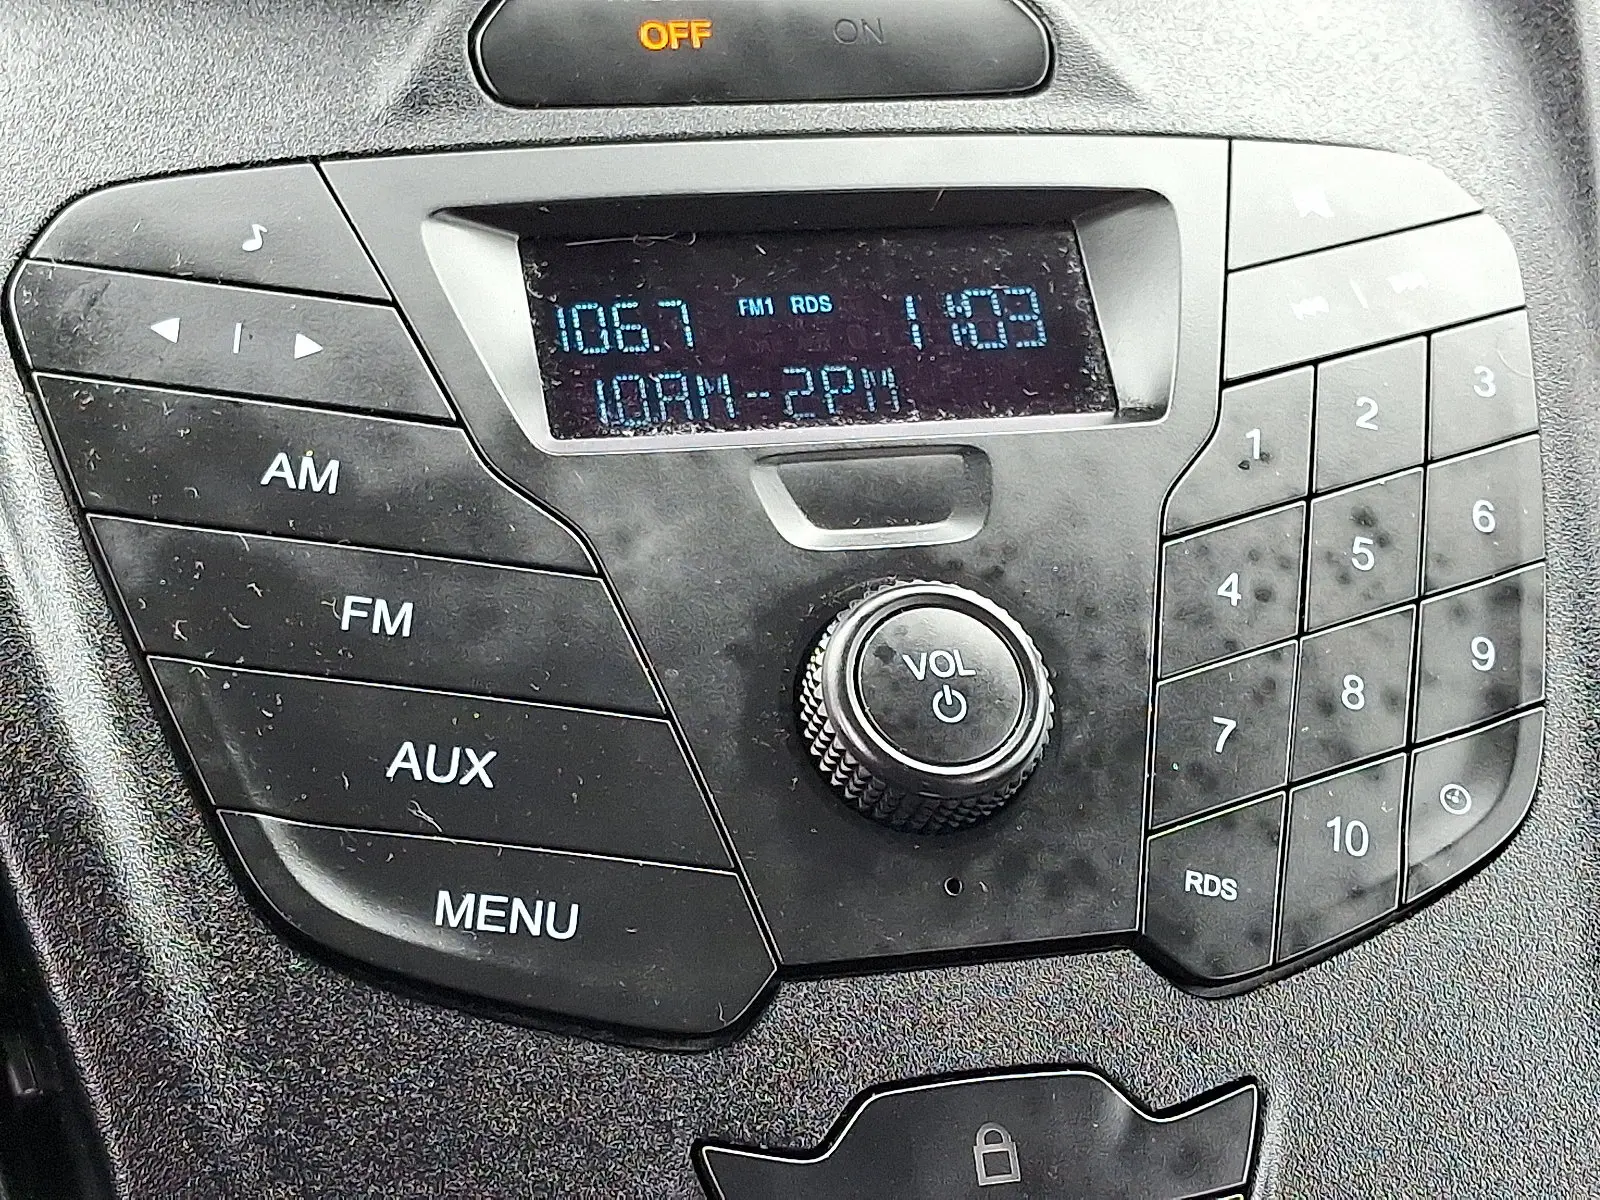 OFF ON
106.7 FM1 RDS 11:03
10AM-2PM
AM
FM
AUX
MENU
VOL
1 2 3
4 5 6
7 8 9
RDS 10